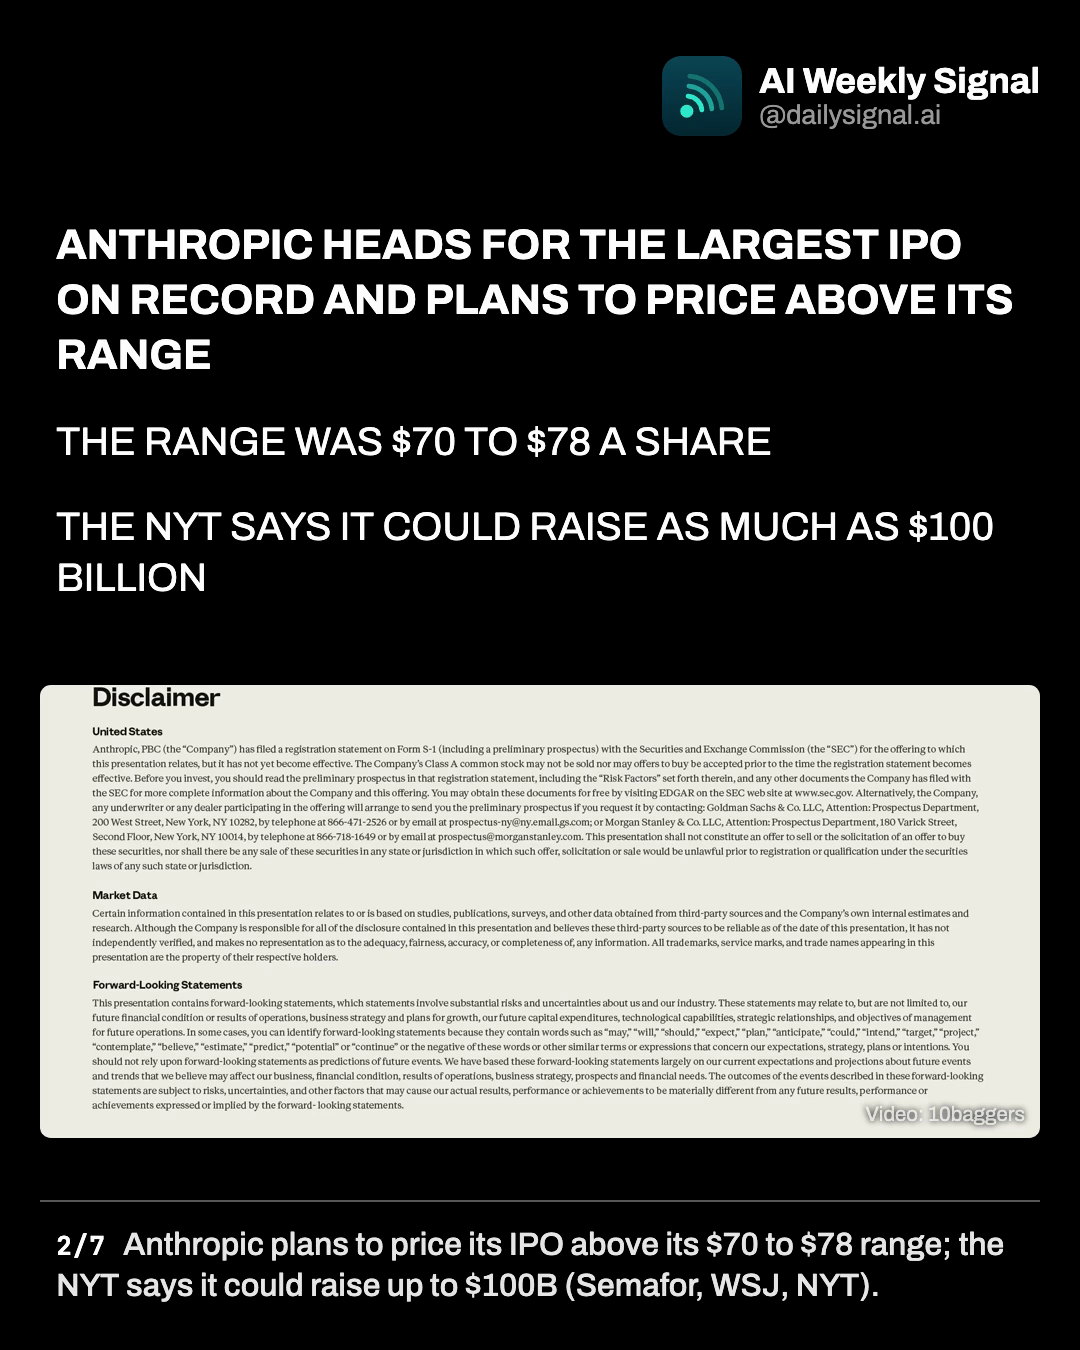 AI Weekly Signal
@dailysignal.ai
ANTHROPIC HEADS FOR THE LARGEST IPO
ON RECORD AND PLANS TO PRICE ABOVE ITS
RANGE
THE RANGE WAS $70 TO $78 A SHARE
THE NYT SAYS IT COULD RAISE AS MUCH AS $100
BILLION
Disclaimer
United States
Anthropic, PBC (the “Company”) has filed a registration statement on Form S-1 (including a preliminary prospectus) with the Securities and Exchange Commission (the “SEC”) for the offering to which
this presentation relates, but it has not yet become effective. The Company’s Class A common stock may not be sold nor may offers to buy be accepted prior to the time the registration statement becomes
effective. Before you invest, you should read the preliminary prospectus in that registration statement, including the “Risk Factors” set forth therein, and any other documents the Company has filed with
the SEC for more complete information about the Company and this offering. You may obtain these documents for free by visiting EDGAR on the SEC web site at www.sec.gov. Alternatively, the Company,
any underwriter or any dealer participating in the offering will arrange to send you the preliminary prospectus if you request it by contacting: Goldman Sachs & Co. LLC, Attention: Prospectus Department,
200 West Street, New York, NY 10282, by telephone at 866-471-2526 or by email at prospectus-ny@ny.email.gs.com; or Morgan Stanley & Co. LLC, Attention: Prospectus Department, 180 Varick Street,
Second Floor, New York, NY 10014, by telephone at 866-718-1649 or by email at prospectus@morganstanley.com. This presentation shall not constitute an offer to sell or the solicitation of an offer to buy
these securities, nor shall there be any sale of these securities in any state or jurisdiction in which such offer, solicitation or sale would be unlawful prior to registration or qualification under the securities
laws of any such state or jurisdiction.
Market Data
Certain information contained in this presentation relates to or is based on studies, publications, surveys, and other data obtained from third-party sources and the Company’s own internal estimates and
research. Although the Company is responsible for all of the disclosure contained in this presentation and believes these third-party sources to be reliable as of the date of this presentation, it has not
independently verified, and makes no representation as to the adequacy, fairness, accuracy, or completeness of, any information. All trademarks, service marks, and trade names appearing in this
presentation are the property of their respective holders.
Forward-Looking Statements
This presentation contains forward-looking statements, which statements involve substantial risks and uncertainties about us and our industry. These statements may relate to, but are not limited to, our
future financial condition or results of operations, business strategy and plans for growth, our future capital expenditures, technological capabilities, strategic relationships, and objectives of management
for future operations. In some cases, you can identify forward-looking statements because they contain words such as “may,” “will,” “should,” “expect,” “plan,” “anticipate,” “could,” “intend,” “target,” “project,”
“contemplate,” “believe,” “estimate,” “predict,” “potential” or “continue” or the negative of these words or other similar terms or expressions that concern our expectations, strategy, plans or intentions. You
should not rely upon forward-looking statements as predictions of future events. We have based these forward-looking statements largely on our current expectations and projections about future events
and trends that we believe may affect our business, financial condition, results of operations, business strategy, prospects and financial needs. The outcomes of the events described in these forward-looking
statements are subject to risks, uncertainties, and other factors that may cause our actual results, performance or achievements to be materially different from any future results, performance or
achievements expressed or implied by the forward- looking statements.
Video: 10baggers
2/7 Anthropic plans to price its IPO above its $70 to $78 range; the
NYT says it could raise up to $100B (Semafor, WSJ, NYT).